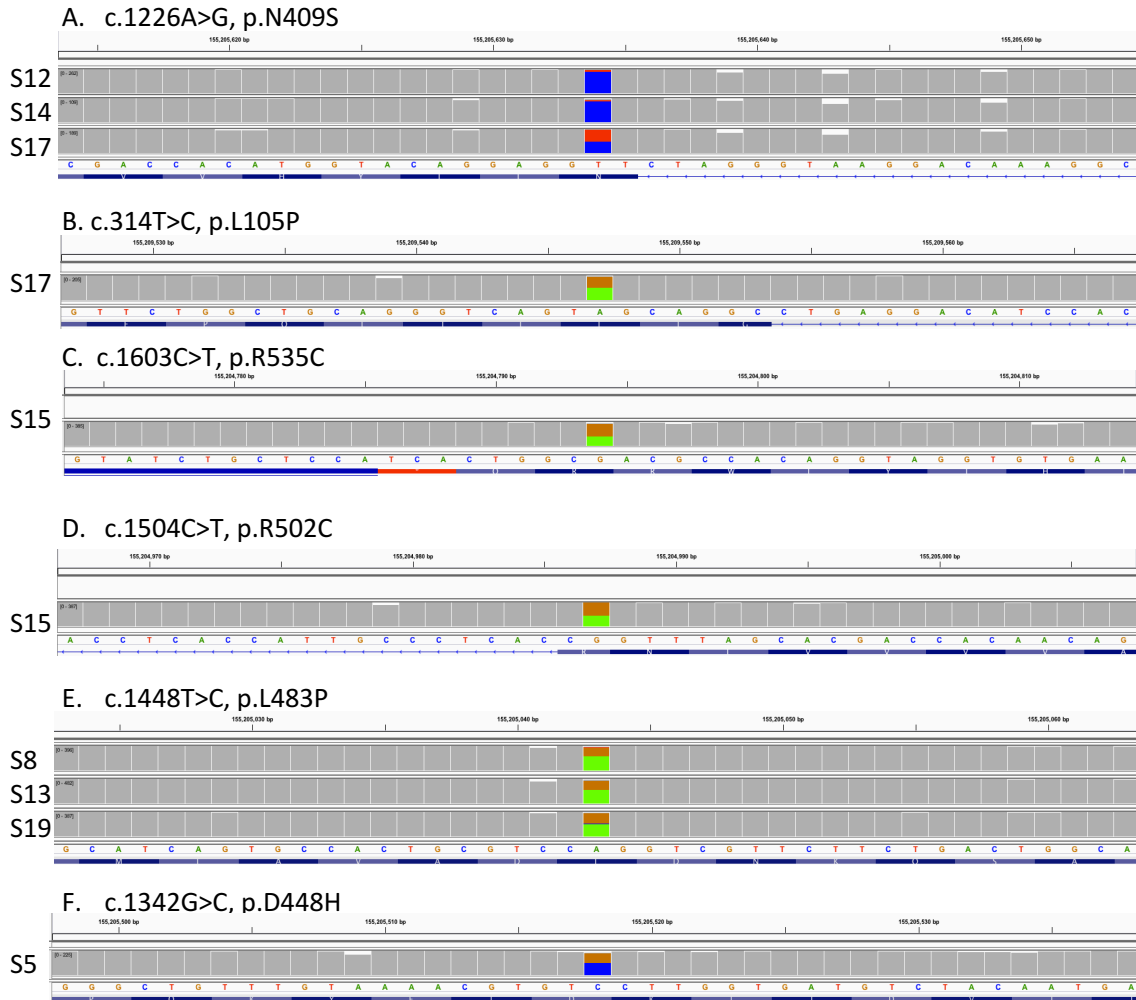 A. c.1226A>G, p.N409S
155,205,620 bp 155,205,630 bp 155,205,640 bp 155,205,650 bp
S12
S14
S17
C G A C C A C A T G G T A C A G G A G G T T C T A G G G T A A G G A C A A A G G C
V V H Y L L N
B. c.314T>C, p.L105P
155,209,530 bp 155,209,540 bp 155,209,550 bp 155,209,560 bp
S17
G T T C T G G C T G C A G G G T C A G T A G C A G G C C T G A G G A C A T C C A C
C. c.1603C>T, p.R535C
155,204,780 bp 155,204,790 bp 155,204,800 bp 155,204,810 bp
S15
G T A T C T G C T C C A T C A C T G G C G A C G C C A C A G G T A G G T G T G A A
D. c.1504C>T, p.R502C
155,204,970 bp 155,204,980 bp 155,204,990 bp 155,205,000 bp
S15
A C C T C A C C A T T G C C C T C A C C G G T T T A G C A C G A C C A C A A C A G
E. c.1448T>C, p.L483P
155,205,030 bp 155,205,040 bp 155,205,050 bp 155,205,060 bp
S8
S13
S19
G C A T C A G T G C C A C T G C G T C C A G G T C G T T C T T C T G A C T G G C A
F. c.1342G>C, p.D448H
155,205,500 bp 155,205,510 bp 155,205,520 bp 155,205,530 bp
S5
G G G C T G T T T G T A A A A C G T G T C C T T G G T G A T G T C T A C A A T G A